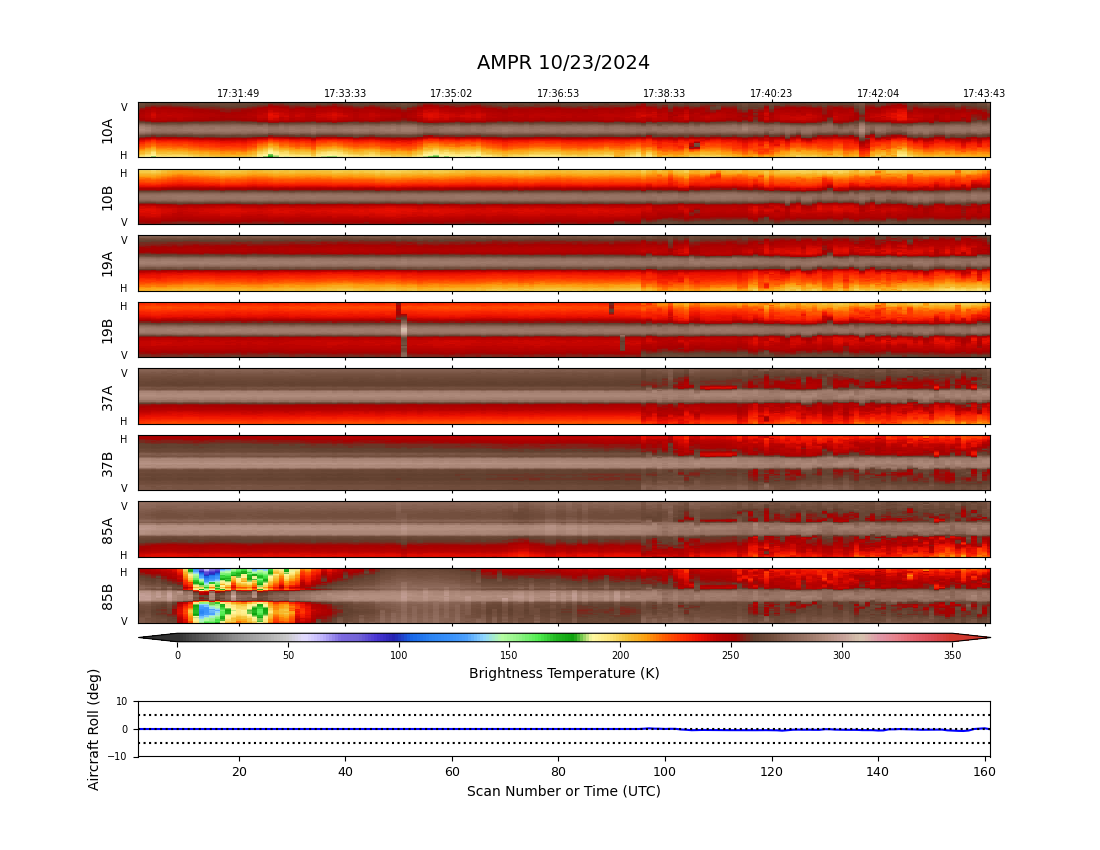 AMPR 10/23/2024
17:31:49 17:33:33 17:35:02 17:36:53 17:38:33 17:40:23 17:42:04 17:43:43
V
10A
H
H
10B
V
V
19A
H
H
19B
V
V
37A
H
H
37B
V
V
85A
H
H
85B
V
0 50 100 150 200 250 300 350
Brightness Temperature (K)
Aircraft Roll (deg)
10
0
−10
20 40 60 80 100 120 140 160
Scan Number or Time (UTC)